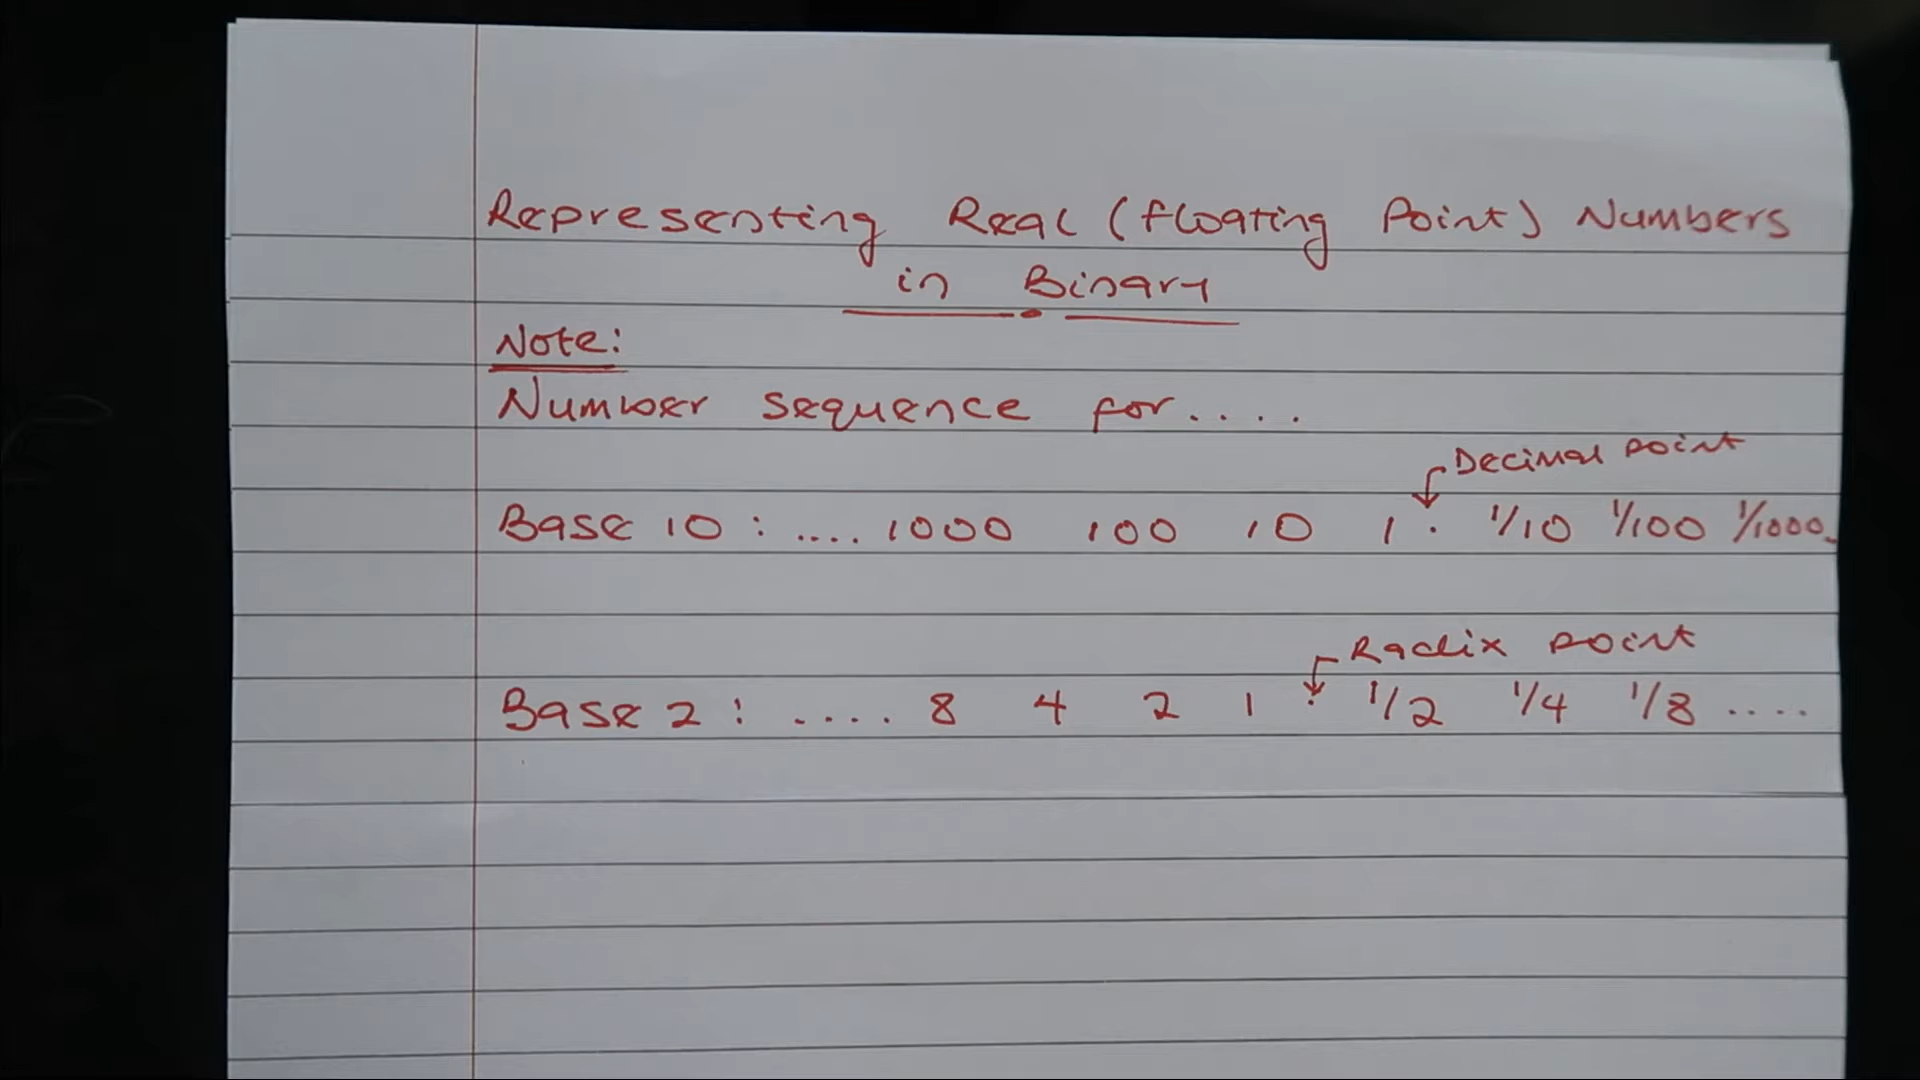 Representing Real (floating Point) Numbers
in Binary
Note:
Number sequence for....
Decimal point
Base 10 : .... 1000 100 10 1 . 1/10 1/100 1/1000..
Radix point
Base 2 : .... 8 4 2 1 . 1/2 1/4 1/8 ....